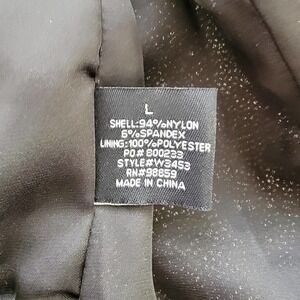 L
SHELL:94%NYLON
6%SPANDEX
LINING:100%POLYESTER
PO# 800233
STYLE#W3453
RN#98859
MADE IN CHINA